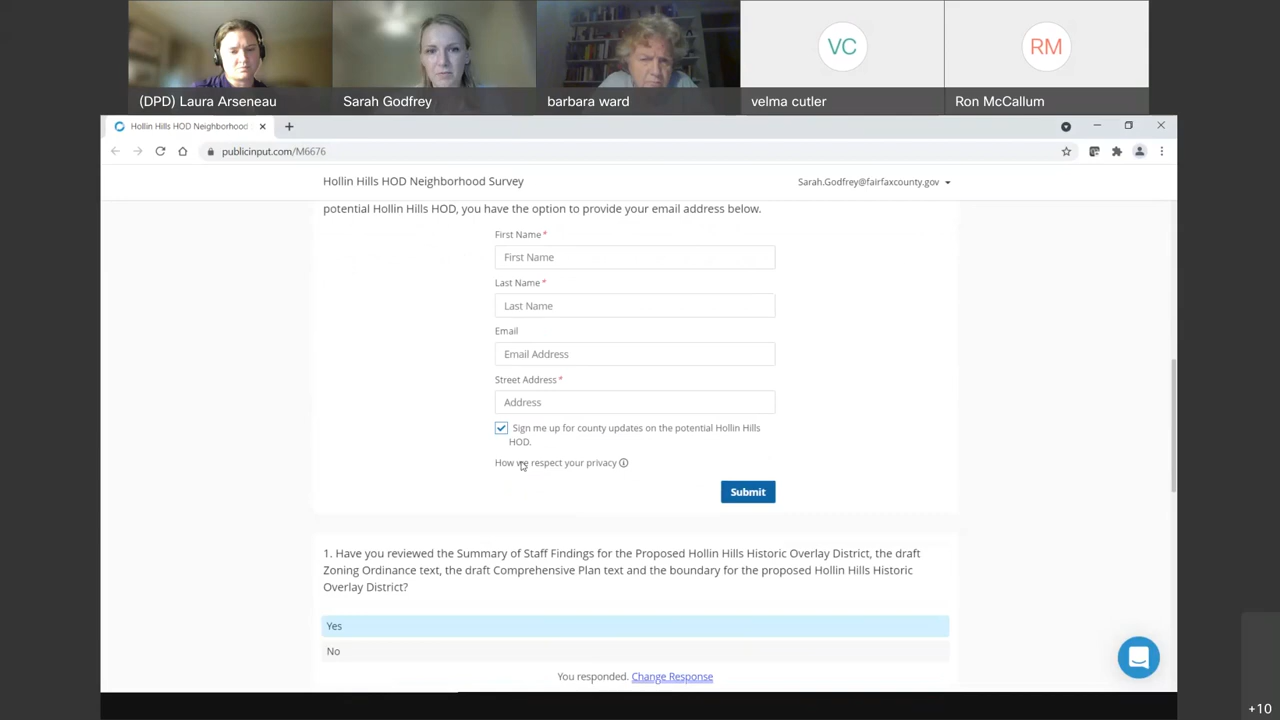 VC
RM
(DPD) Laura Arseneau
Sarah Godfrey
barbara ward
velma cutler
Ron McCallum
Hollin Hills HOD Neighborhood
publicinput.com/M6676
Hollin Hills HOD Neighborhood Survey
Sarah.Godfrey@fairfaxcounty.gov
potential Hollin Hills HOD, you have the option to provide your email address below.
First Name*
First Name
Last Name*
Last Name
Email
Email Address
Street Address*
Address
Sign me up for county updates on the potential Hollin Hills
HOD.
How we respect your privacy
Submit
1. Have you reviewed the Summary of Staff Findings for the Proposed Hollin Hills Historic Overlay District, the draft
Zoning Ordinance text, the draft Comprehensive Plan text and the boundary for the proposed Hollin Hills Historic
Overlay District?
Yes
No
You responded. Change Response
+10